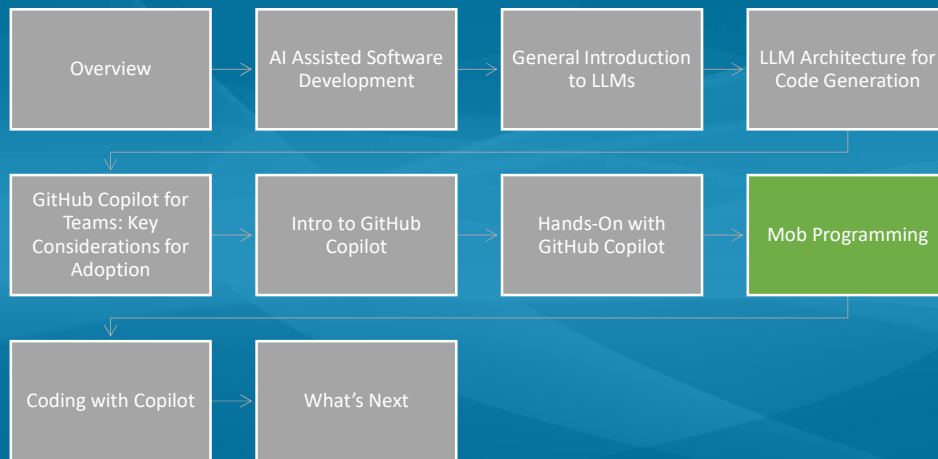 Overview
AI Assisted Software
Development
General Introduction
to LLMs
LLM Architecture for
Code Generation
GitHub Copilot for
Teams: Key
Considerations for
Adoption
Intro to GitHub
Copilot
Hands-On with
GitHub Copilot
Mob Programming
Coding with Copilot
What’s Next